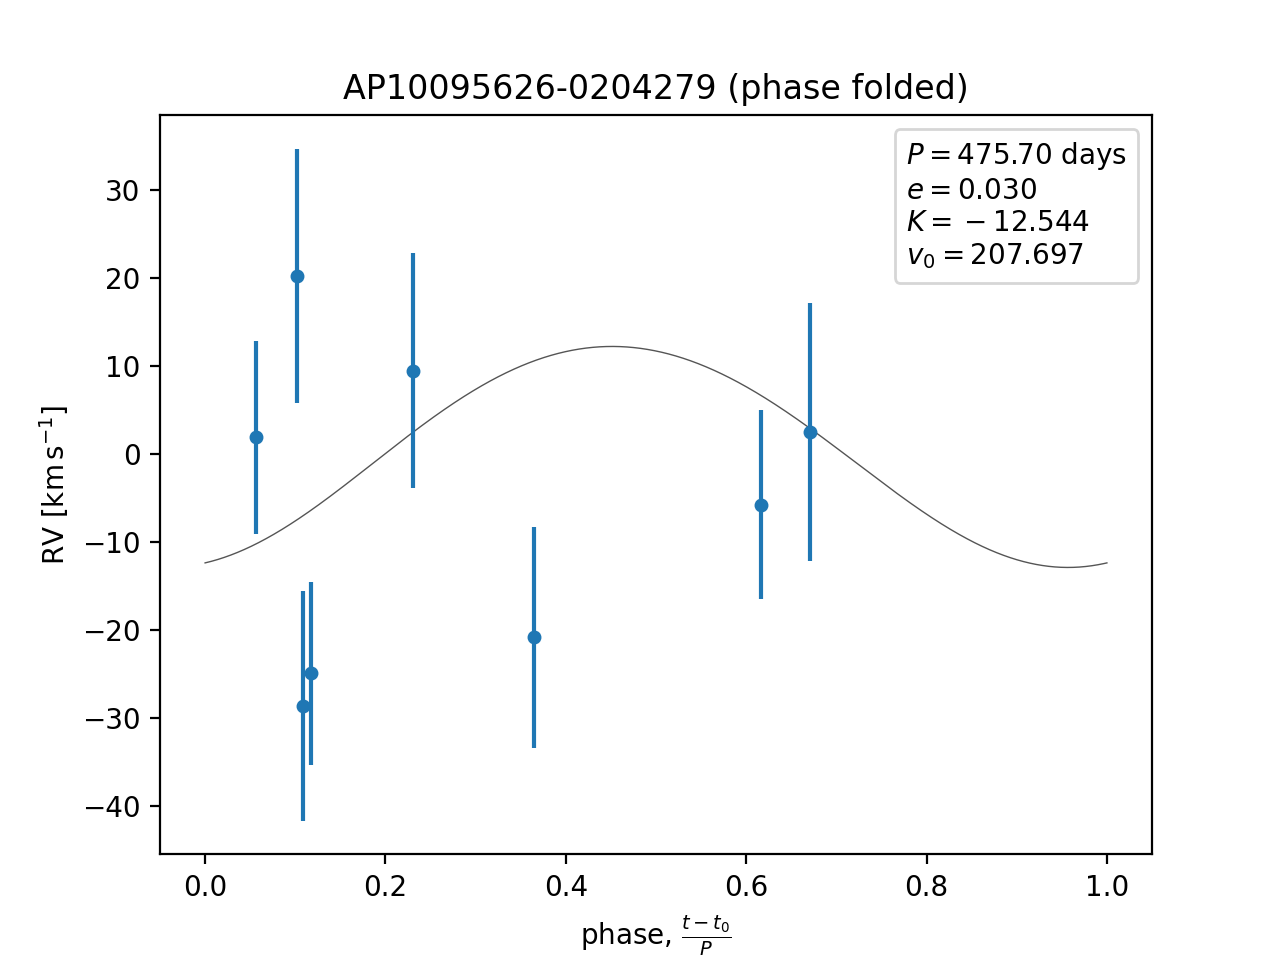 AP10095626-0204279 (phase folded)
P = 475.70 days
e = 0.030
K = −12.544
v₀ = 207.697
30
20
10
0
−10
−20
−30
−40
RV [km s⁻¹]
0.0 0.2 0.4 0.6 0.8 1.0
phase, (t − t₀)/P